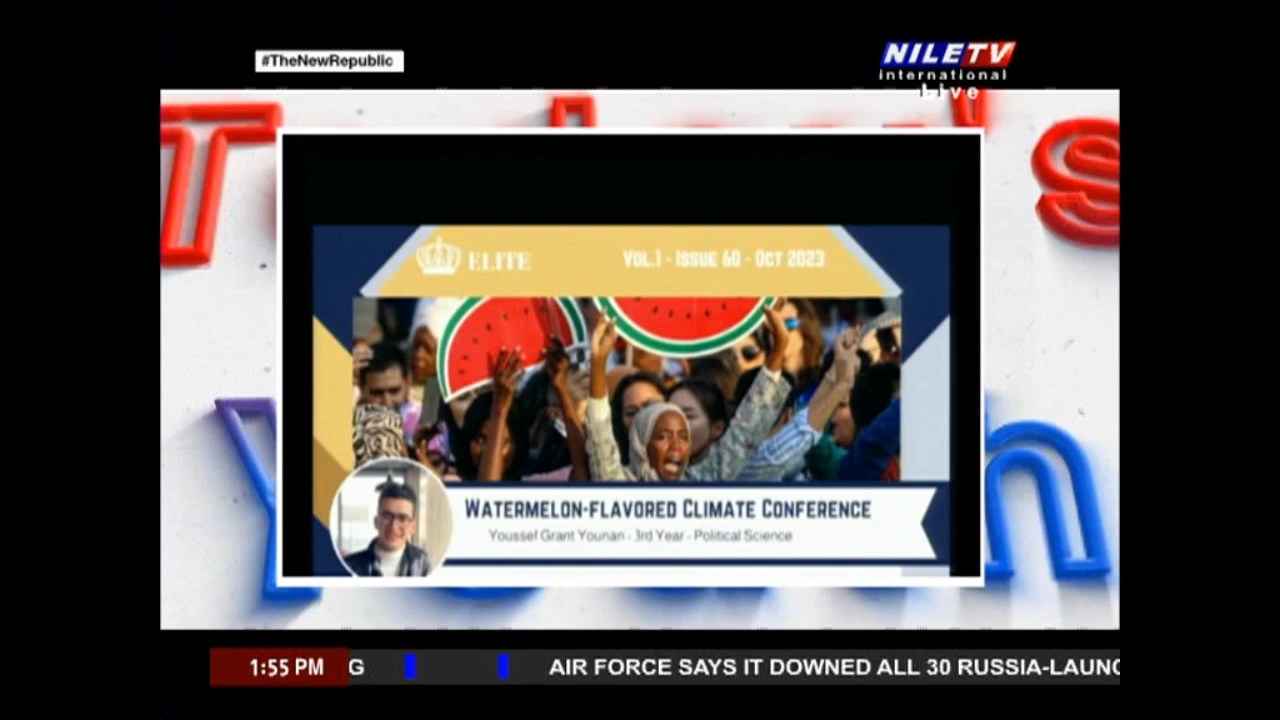 #TheNewRepublic
NILETV
international
Live
T 's
ELITE
VOL.1 - ISSUE 60 - OCT 2023
WATERMELON-FLAVORED CLIMATE CONFERENCE
Youssef Grant Younan - 3rd Year - Political Science
1:55 PM G AIR FORCE SAYS IT DOWNED ALL 30 RUSSIA-LAUNC